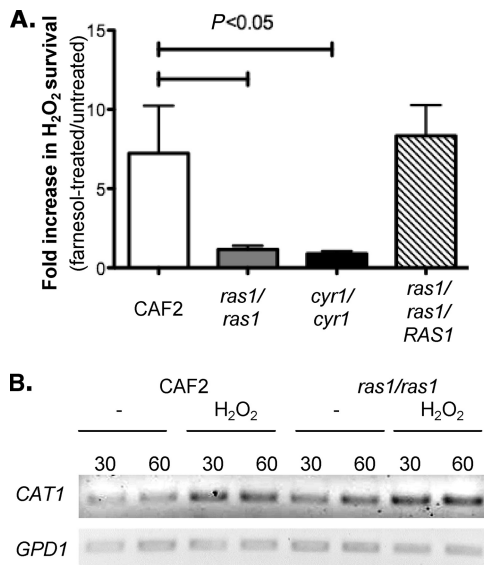 A.
P<0.05
Fold increase in H₂O₂ survival
(farnesol-treated/untreated)
15
10
5
0
CAF2
ras1/
ras1
cyr1/
cyr1
ras1/
ras1/
RAS1
B.
CAF2 ras1/ras1
- H₂O₂ - H₂O₂
30 60 30 60 30 60 30 60
CAT1
GPD1